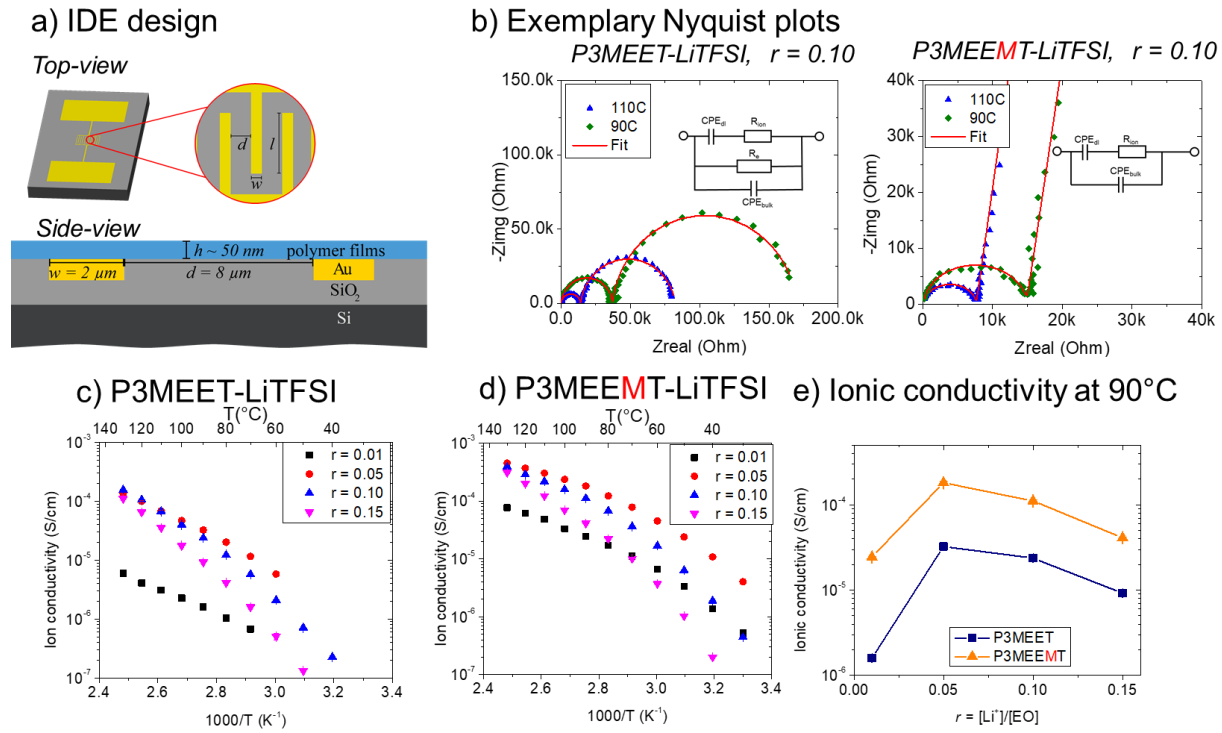 a) IDE design
Top-view
d
l
w
Side-view
h ~ 50 nm
polymer films
w = 2 μm
d = 8 μm
Au
SiO2
Si
b) Exemplary Nyquist plots
P3MEET-LiTFSI, r = 0.10
150.0k
100.0k
50.0k
0.0
-Zimg (Ohm)
110C
90C
Fit
CPEdl
Rion
Re
CPEbulk
0.0
50.0k
100.0k
150.0k
200.0k
Zreal (Ohm)
P3MEEMT-LiTFSI, r = 0.10
40k
30k
20k
10k
0
-Zimg (Ohm)
110C
90C
Fit
CPEdl
Rion
CPEbulk
0
10k
20k
30k
40k
Zreal (Ohm)
c) P3MEET-LiTFSI
T(°C)
140 120 100 80 60 40
10-3
10-4
10-5
10-6
10-7
Ion conductivity (S/cm)
r = 0.01
r = 0.05
r = 0.10
r = 0.15
2.4 2.6 2.8 3.0 3.2 3.4
1000/T (K-1)
d) P3MEEMT-LiTFSI
T(°C)
140 120 100 80 60 40
10-3
10-4
10-5
10-6
10-7
Ion conductivity (S/cm)
r = 0.01
r = 0.05
r = 0.10
r = 0.15
2.4 2.6 2.8 3.0 3.2 3.4
1000/T (K-1)
e) Ionic conductivity at 90°C
10-4
10-5
10-6
Ionic conductivity (S/cm)
P3MEET
P3MEEMT
0.00 0.05 0.10 0.15
r = [Li+]/[EO]